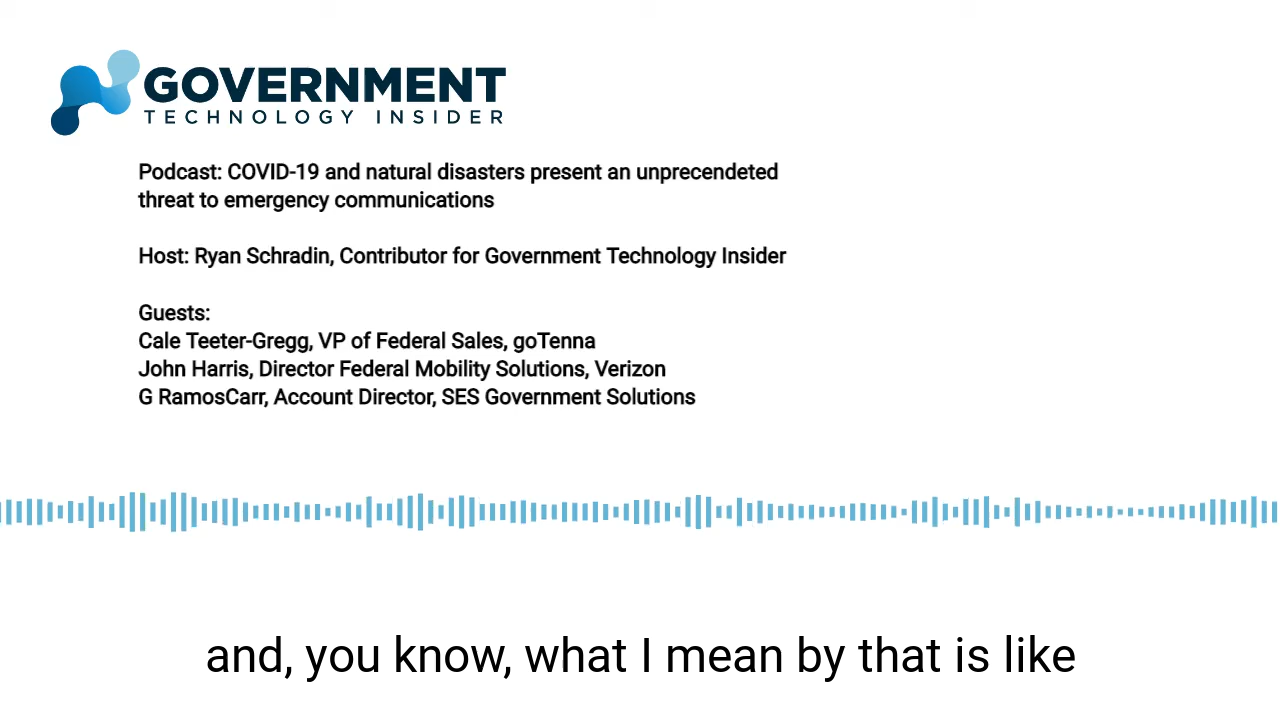 GOVERNMENT
TECHNOLOGY INSIDER
Podcast: COVID-19 and natural disasters present an unprecendeted
threat to emergency communications
Host: Ryan Schradin, Contributor for Government Technology Insider
Guests:
Cale Teeter-Gregg, VP of Federal Sales, goTenna
John Harris, Director Federal Mobility Solutions, Verizon
G RamosCarr, Account Director, SES Government Solutions
and, you know, what I mean by that is like